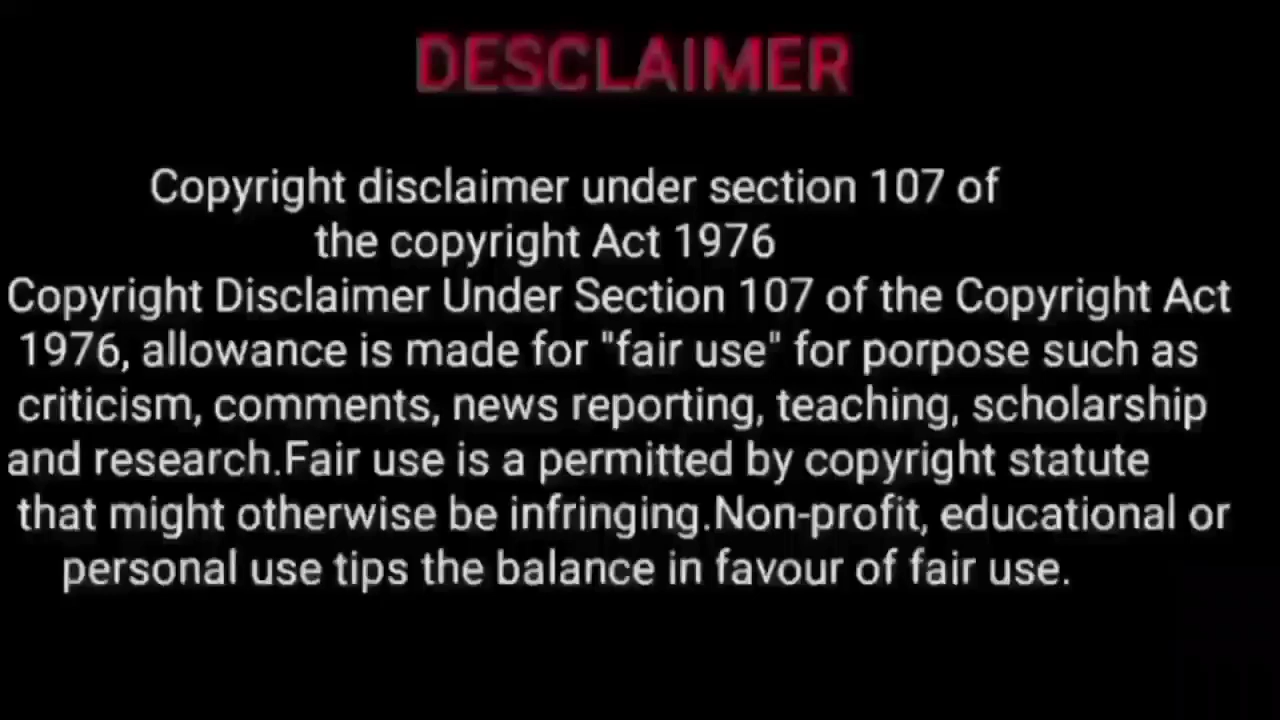 DESCLAIMER
Copyright disclaimer under section 107 of
the copyright Act 1976
Copyright Disclaimer Under Section 107 of the Copyright Act
1976, allowance is made for "fair use" for porpose such as
criticism, comments, news reporting, teaching, scholarship
and research.Fair use is a permitted by copyright statute
that might otherwise be infringing.Non-profit, educational or
personal use tips the balance in favour of fair use.